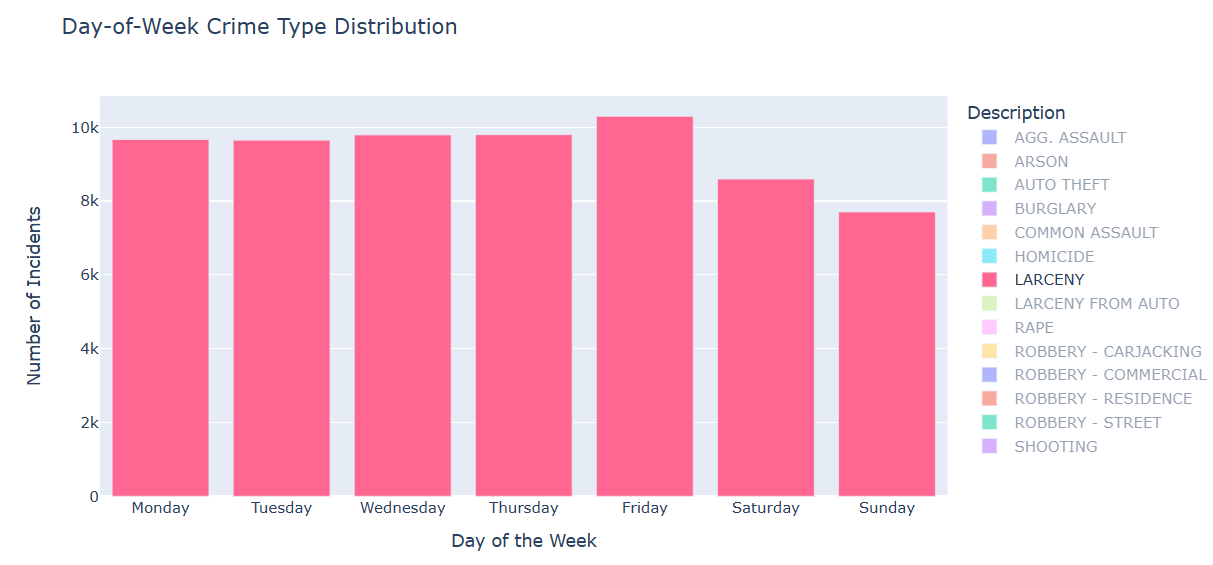 Day-of-Week Crime Type Distribution
Number of Incidents
10k
8k
6k
4k
2k
0
Monday Tuesday Wednesday Thursday Friday Saturday Sunday
Day of the Week
Description
AGG. ASSAULT
ARSON
AUTO THEFT
BURGLARY
COMMON ASSAULT
HOMICIDE
LARCENY
LARCENY FROM AUTO
RAPE
ROBBERY - CARJACKING
ROBBERY - COMMERCIAL
ROBBERY - RESIDENCE
ROBBERY - STREET
SHOOTING